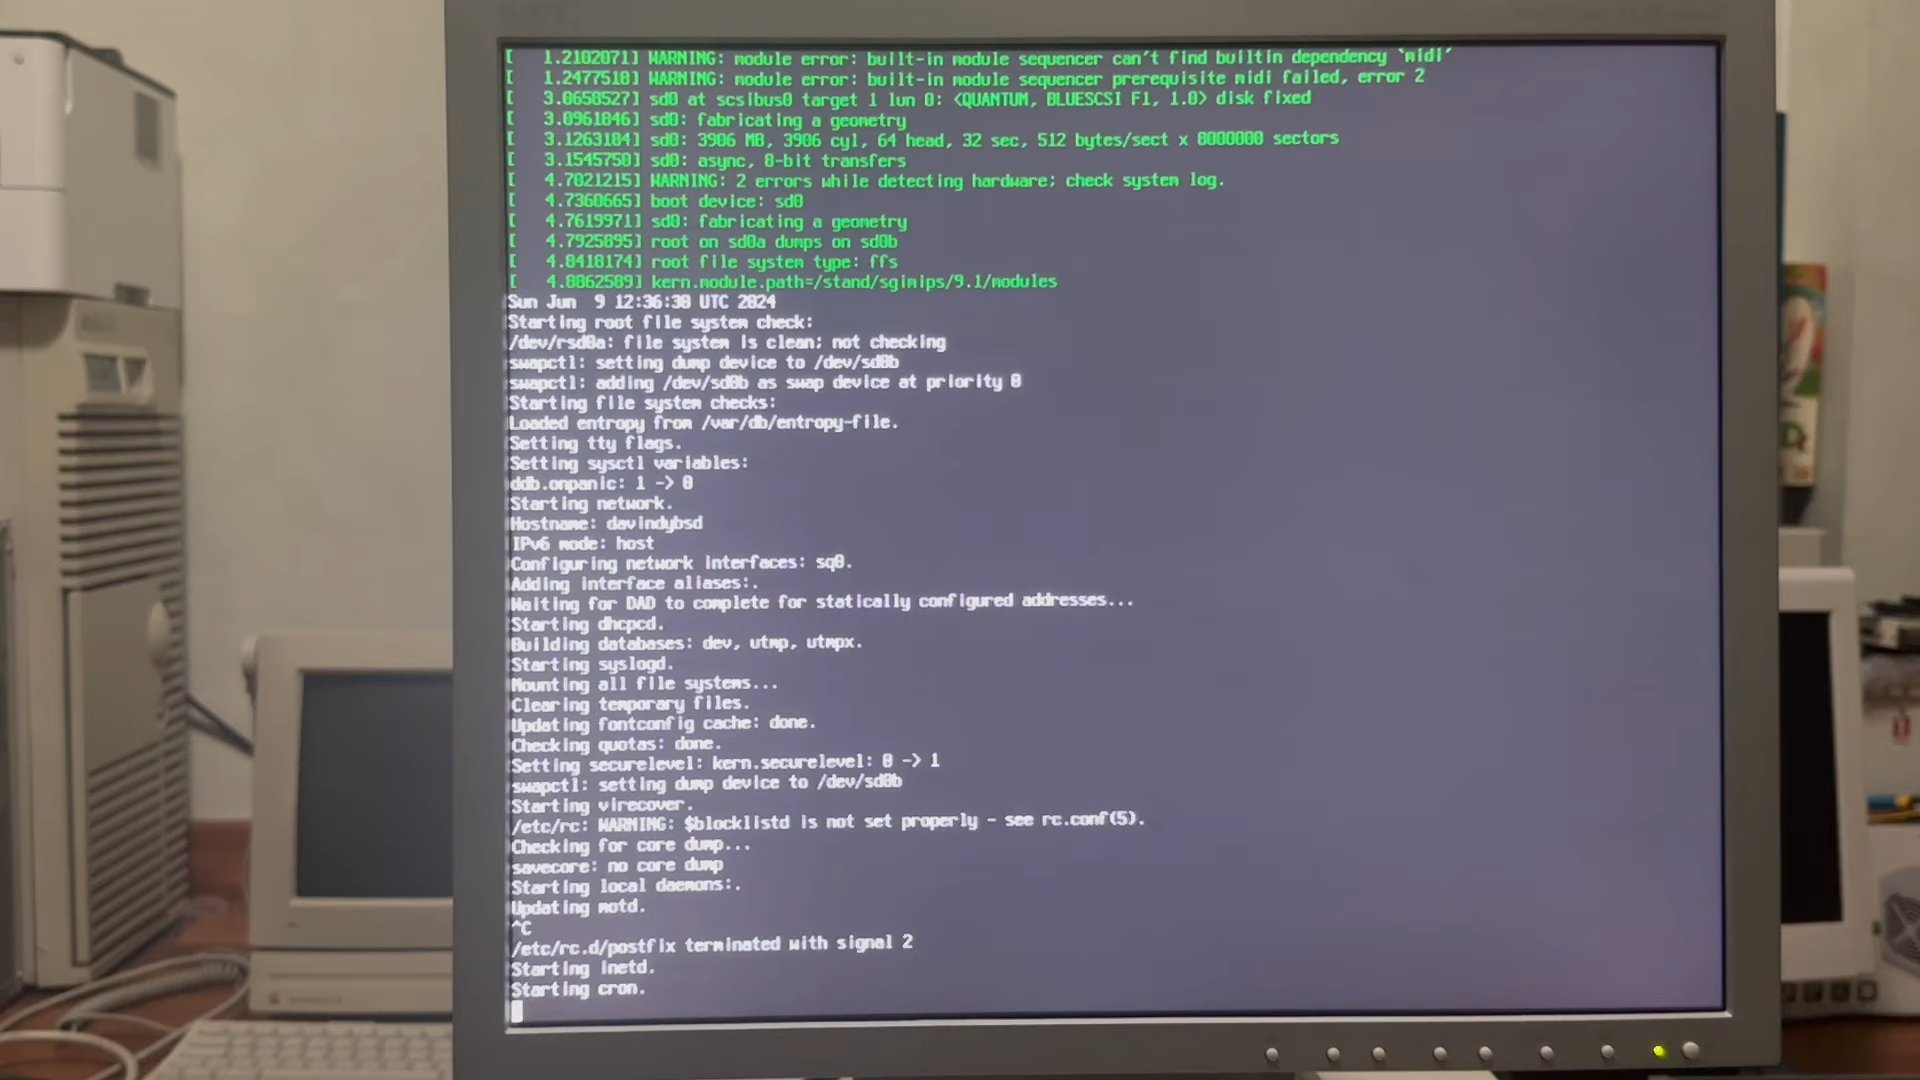 NEC
[   1.2102071] WARNING: module error: built-in module sequencer can't find builtin dependency `midi'
[   1.2477518] WARNING: module error: built-in module sequencer prerequisite midi failed, error 2
[   3.0658527] sd0 at scsibus0 target 1 lun 0: <QUANTUM, BLUESCSI F1, 1.0> disk fixed
[   3.0961846] sd0: fabricating a geometry
[   3.1263184] sd0: 3906 MB, 3906 cyl, 64 head, 32 sec, 512 bytes/sect x 8000000 sectors
[   3.1545750] sd0: async, 8-bit transfers
[   4.7021215] WARNING: 2 errors while detecting hardware; check system log.
[   4.7360665] boot device: sd0
[   4.7619971] sd0: fabricating a geometry
[   4.7925895] root on sd0a dumps on sd0b
[   4.8418174] root file system type: ffs
[   4.8862589] kern.module.path=/stand/sgimips/9.1/modules
Sun Jun  9 12:36:38 UTC 2024
Starting root file system check:
/dev/rsd0a: file system is clean; not checking
swapctl: setting dump device to /dev/sd0b
swapctl: adding /dev/sd0b as swap device at priority 0
Starting file system checks:
Loaded entropy from /var/db/entropy-file.
Setting tty flags.
Setting sysctl variables:
ddb.onpanic: 1 -> 0
Starting network.
Hostname: davindybsd
IPv6 mode: host
Configuring network interfaces: sq0.
Adding interface aliases:.
Waiting for DAD to complete for statically configured addresses...
Starting dhcpcd.
Building databases: dev, utmp, utmpx.
Starting syslogd.
Mounting all file systems...
Clearing temporary files.
Updating fontconfig cache: done.
Checking quotas: done.
Setting securelevel: kern.securelevel: 0 -> 1
swapctl: setting dump device to /dev/sd0b
Starting virecover.
/etc/rc: WARNING: $blocklistd is not set properly - see rc.conf(5).
Checking for core dump...
savecore: no core dump
Starting local daemons:.
Updating motd.
^C
/etc/rc.d/postfix terminated with signal 2
Starting inetd.
Starting cron.